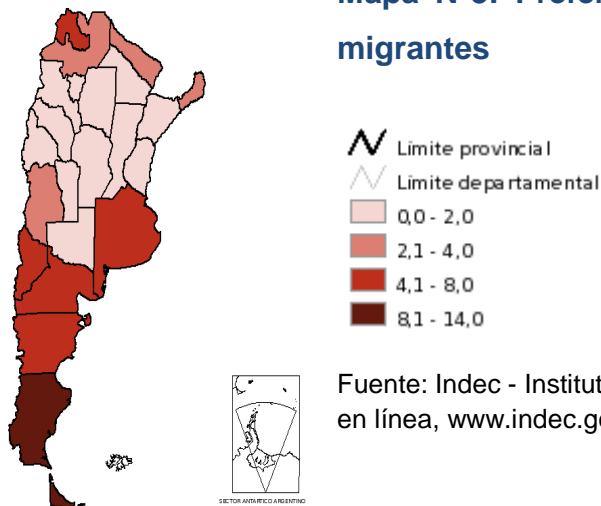 migrantes
Límite provincial
Límite departamental
0,0 - 2,0
2,1 - 4,0
4,1 - 8,0
8,1 - 14,0
Fuente: Indec - Institut
en línea, www.indec.go
SECTOR ANTARTICO ARGENTINO